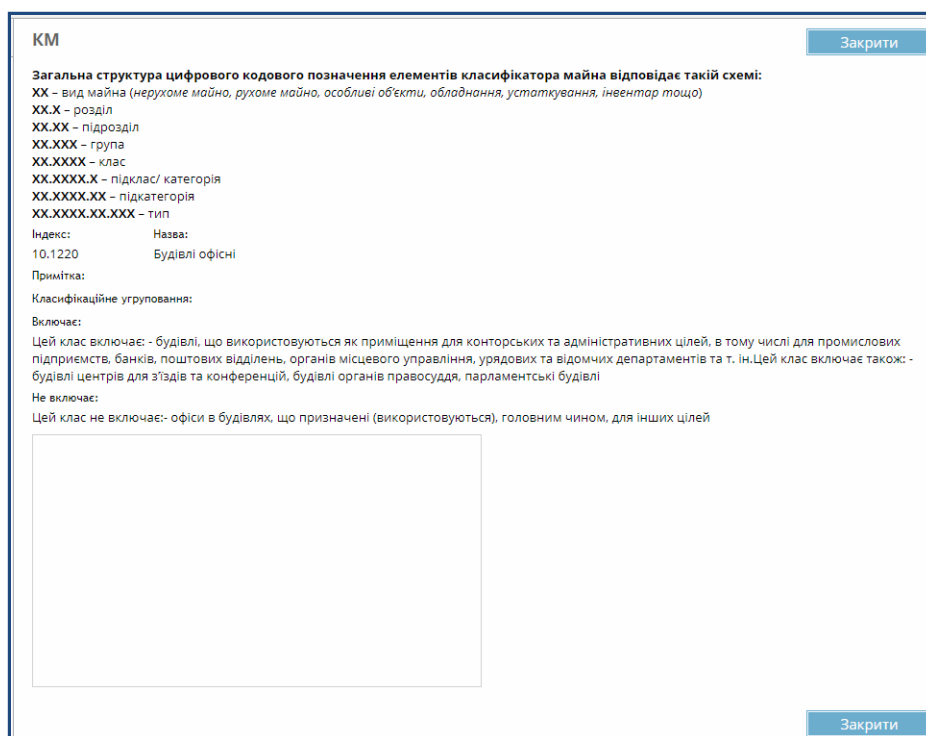 КМ
Закрити
Загальна структура цифрового кодового позначення елементів класифікатора майна відповідає такій схемі:
XX – вид майна (нерухоме майно, рухоме майно, особливі об'єкти, обладнання, устаткування, інвентар тощо)
XX.X – розділ
XX.XX – підрозділ
XX.XXX – група
XX.XXXX – клас
XX.XXXX.X – підклас/ категорія
XX.XXXX.XX – підкатегорія
XX.XXXX.XX.XXX – тип
Індекс: Назва:
10.1220 Будівлі офісні
Примітка:
Класифікаційне угруповання:
Включає:
Цей клас включає: - будівлі, що використовуються як приміщення для конторських та адміністративних цілей, в тому числі для промислових
підприємств, банків, поштових відділень, органів місцевого управління, урядових та відомчих департаментів та т. ін.Цей клас включає також: -
будівлі центрів для з'їздів та конференцій, будівлі органів правосуддя, парламентські будівлі
Не включає:
Цей клас не включає:- офіси в будівлях, що призначені (використовуються), головним чином, для інших цілей
Закрити